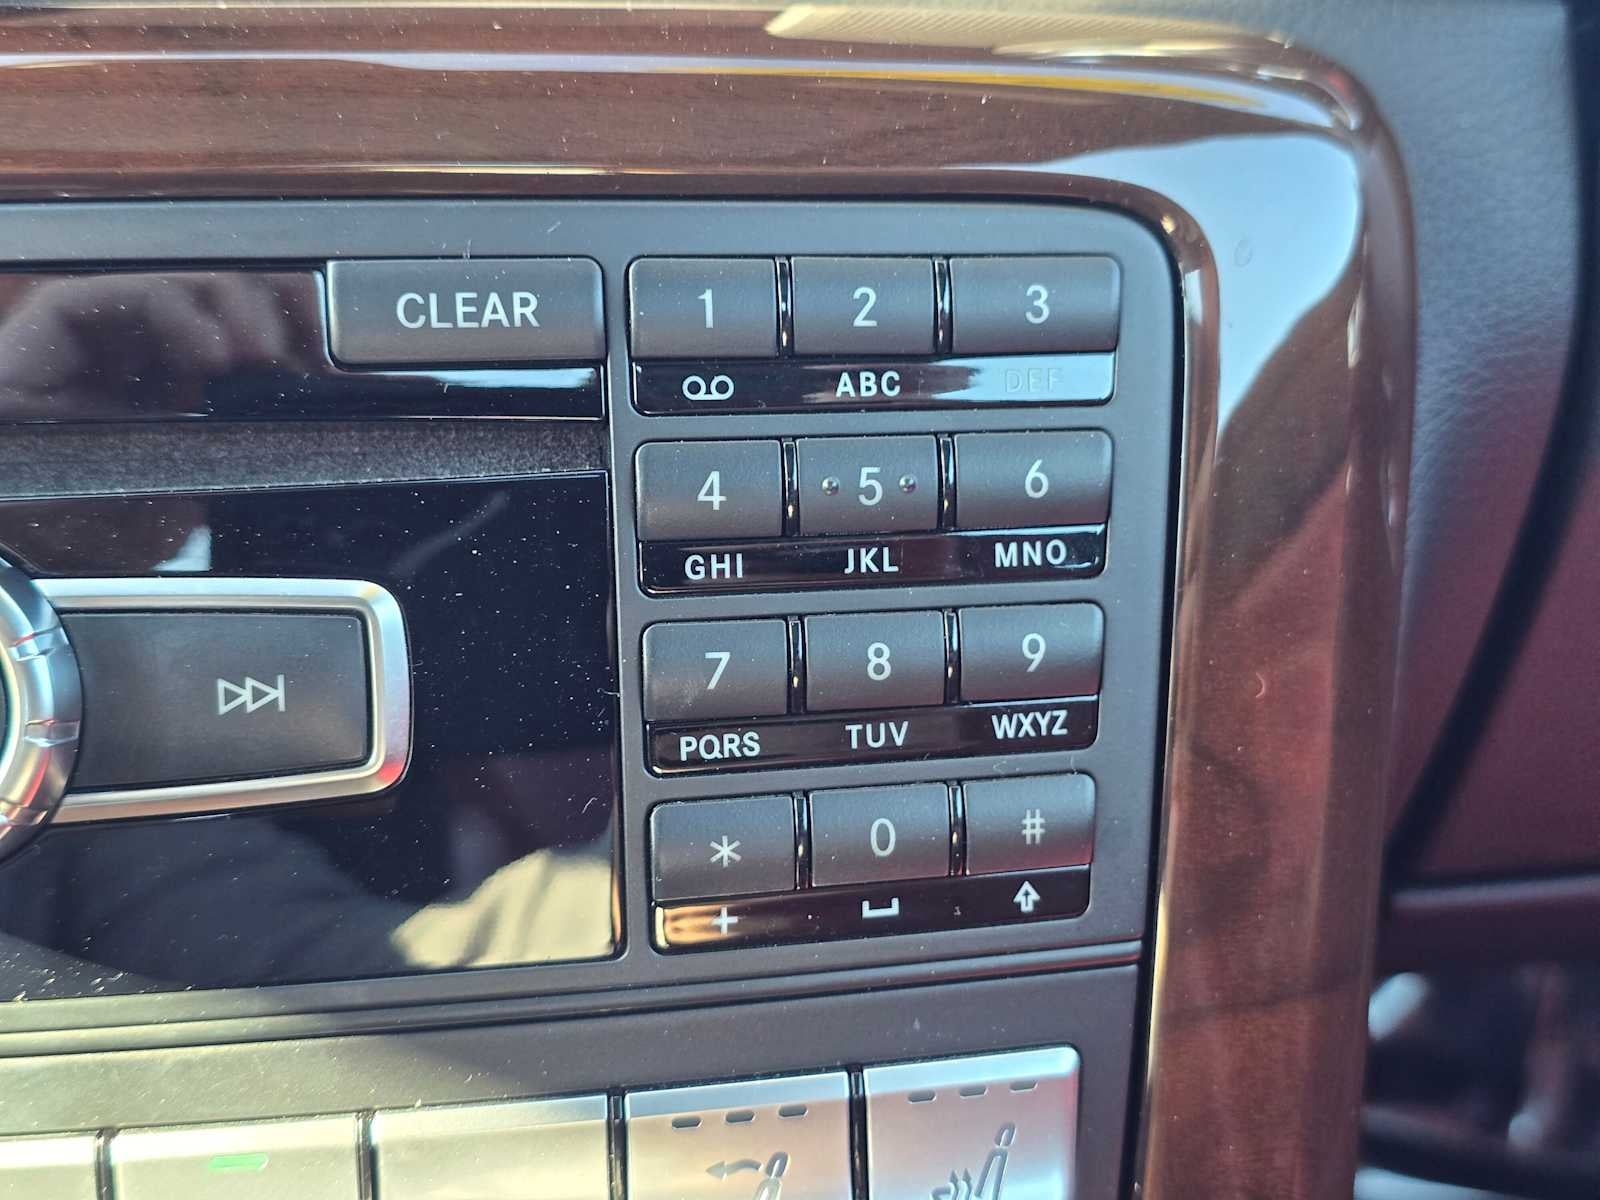 CLEAR 1 2 3
ABC DEF
4 5 6
GHI JKL MNO
7 8 9
PQRS TUV WXYZ
* 0 #
+